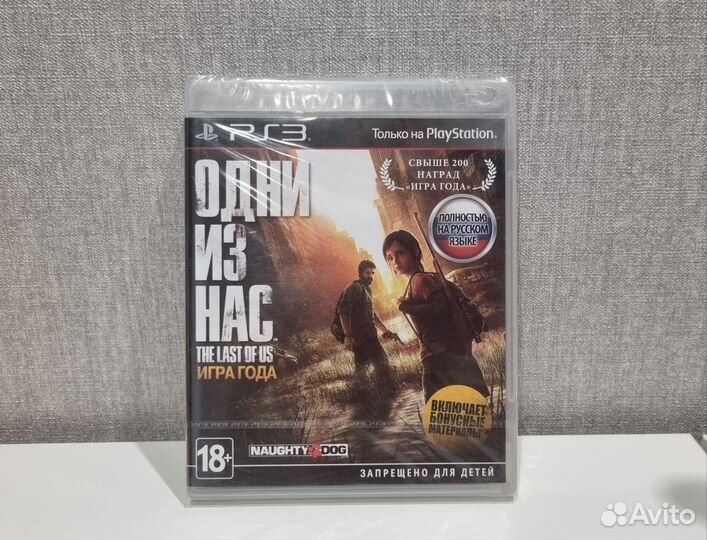 PS3
Только на PlayStation
ОДНИ
ИЗ
НАС
THE LAST OF US
ИГРА ГОДА
СВЫШЕ 200
НАГРАД
«ИГРА ГОДА»
ПОЛНОСТЬЮ
НА РУССКОМ
ЯЗЫКЕ
ВКЛЮЧАЕТ
БОНУСНЫЕ
МАТЕРИАЛЫ
18+
NAUGHTY DOG
ЗАПРЕЩЕНО ДЛЯ ДЕТЕЙ
Avito